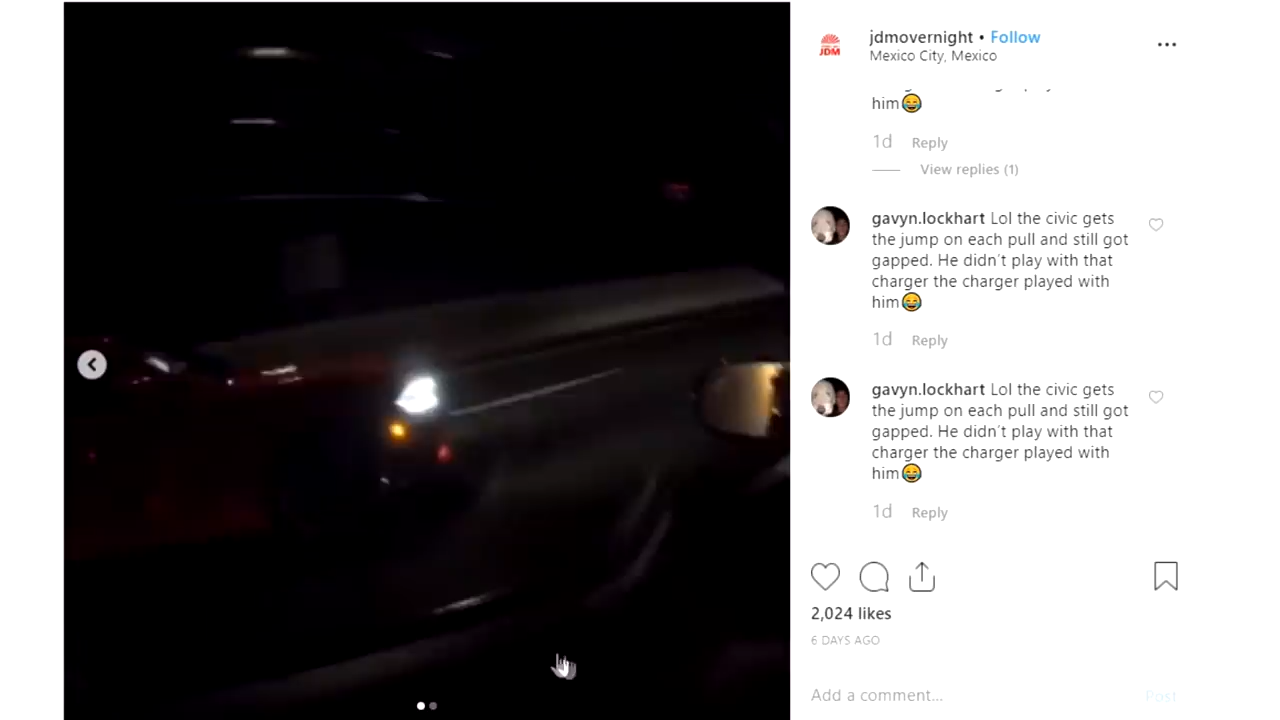 jdmovernight • Follow
JDM
Mexico City, Mexico
him😂
1d Reply
View replies (1)
gavyn.lockhart Lol the civic gets
the jump on each pull and still got
gapped. He didn't play with that
charger the charger played with
him😂
1d Reply
gavyn.lockhart Lol the civic gets
the jump on each pull and still got
gapped. He didn't play with that
charger the charger played with
him😂
1d Reply
2,024 likes
6 DAYS AGO
Add a comment... Post